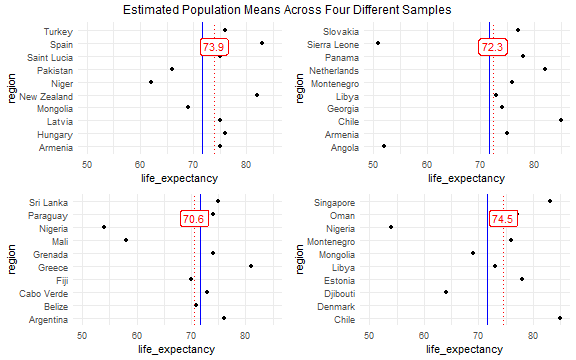 Estimated Population Means Across Four Different Samples
region
Turkey
Spain
Saint Lucia
Pakistan
Niger
New Zealand
Mongolia
Latvia
Hungary
Armenia
73.9
50 60 70 80
life_expectancy
region
Slovakia
Sierra Leone
Panama
Netherlands
Montenegro
Libya
Georgia
Chile
Armenia
Angola
72.3
50 60 70 80
life_expectancy
region
Sri Lanka
Paraguay
Nigeria
Mali
Grenada
Greece
Fiji
Cabo Verde
Belize
Argentina
70.6
50 60 70 80
life_expectancy
region
Singapore
Oman
Nigeria
Montenegro
Mongolia
Libya
Estonia
Djibouti
Denmark
Chile
74.5
50 60 70 80
life_expectancy